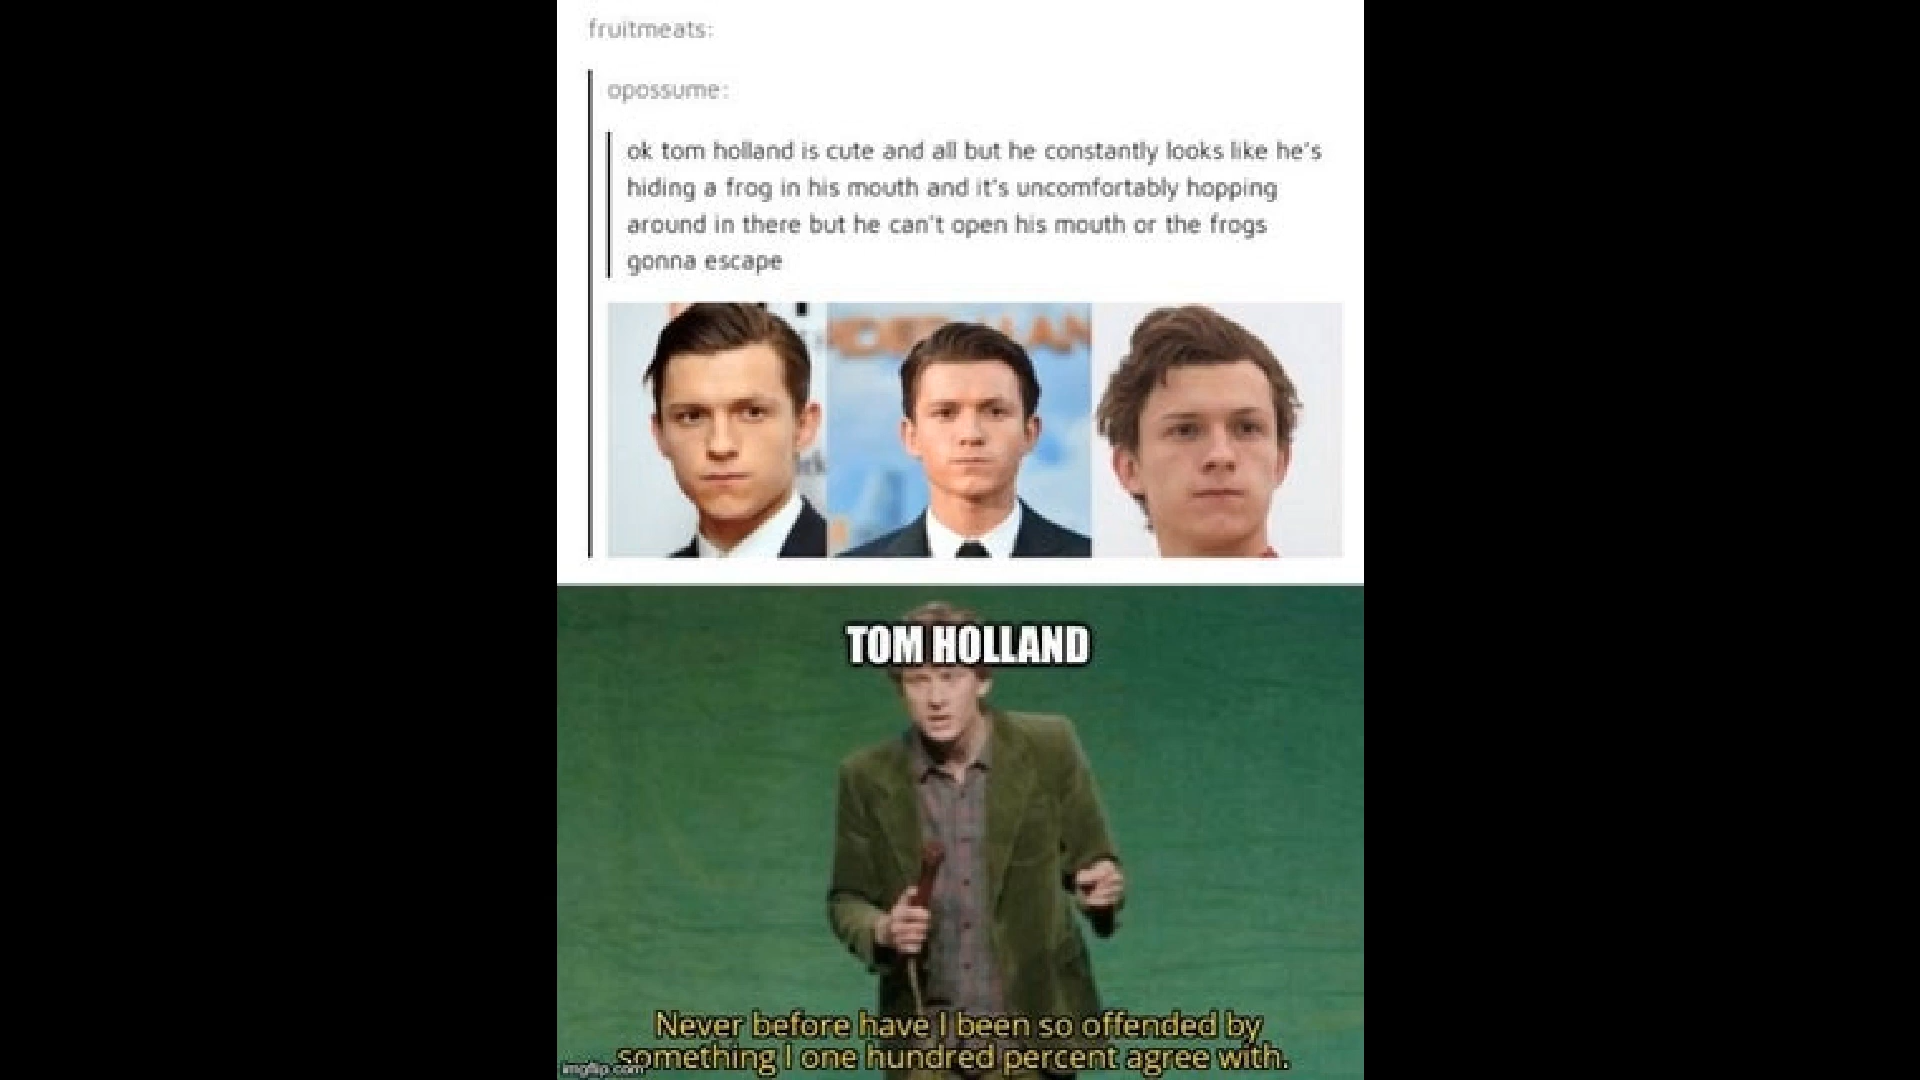 fruitmeats:
opossume:
ok tom holland is cute and all but he constantly looks like he's
hiding a frog in his mouth and it's uncomfortably hopping
around in there but he can't open his mouth or the frogs
gonna escape
TOM HOLLAND
Never before have I been so offended by
something I one hundred percent agree with.
imgflip.com